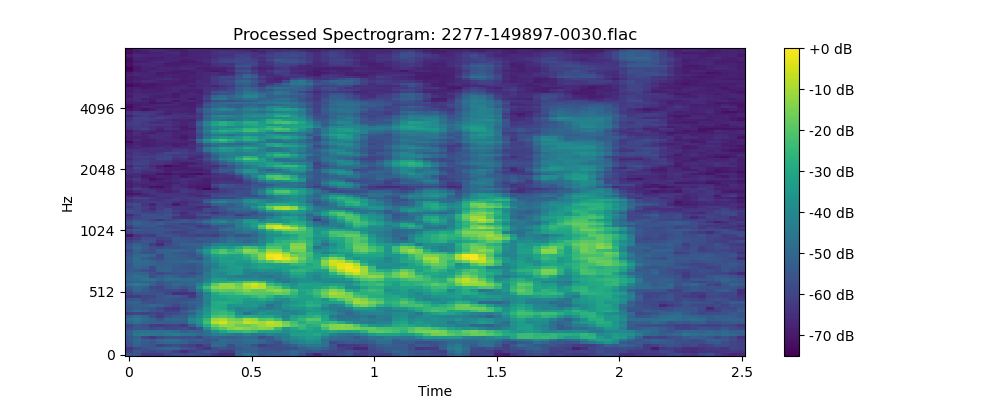 Processed Spectrogram: 2277-149897-0030.flac
Hz
4096
2048
1024
512
0
0
0.5
1
1.5
2
2.5
Time
+0 dB
-10 dB
-20 dB
-30 dB
-40 dB
-50 dB
-60 dB
-70 dB